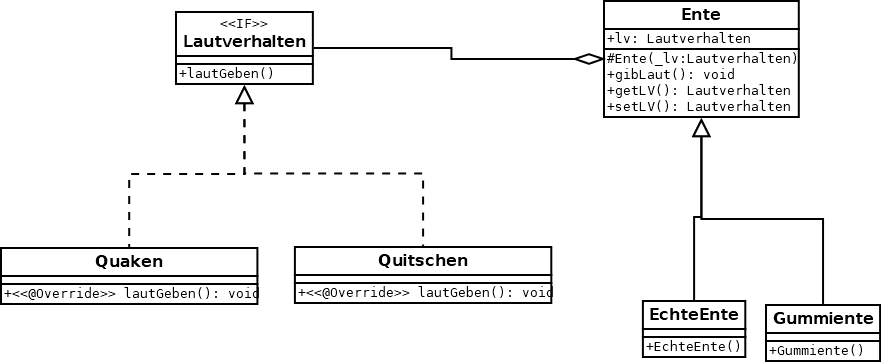 <<IF>>
Lautverhalten
+lautGeben()
Ente
+lv: Lautverhalten
#Ente(_lv:Lautverhalten)
+gibLaut(): void
+getLV(): Lautverhalten
+setLV(): Lautverhalten
Quaken
+<<@Override>> lautGeben(): void
Quitschen
+<<@Override>> lautGeben(): void
EchteEnte
+EchteEnte()
Gummiente
+Gummiente()